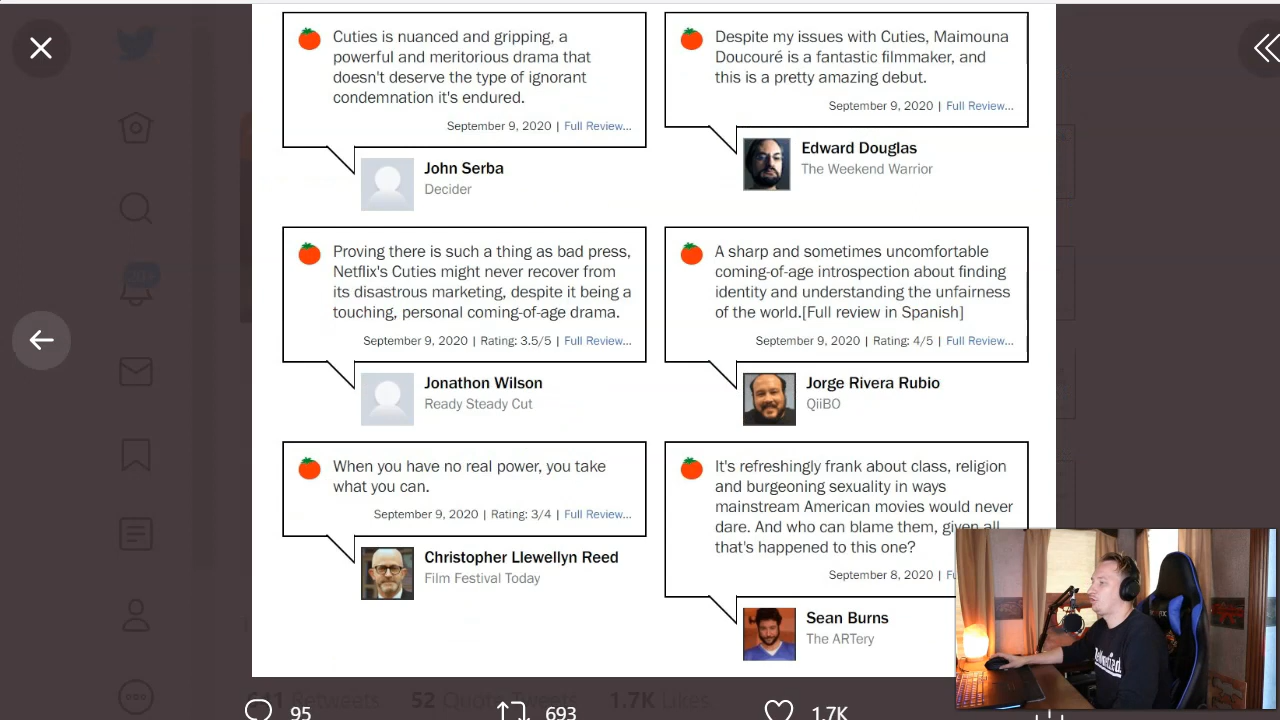 Cuties is nuanced and gripping, a
powerful and meritorious drama that
doesn't deserve the type of ignorant
condemnation it's endured.
September 9, 2020 | Full Review...
John Serba
Decider
Despite my issues with Cuties, Maimouna
Doucouré is a fantastic filmmaker, and
this is a pretty amazing debut.
September 9, 2020 | Full Review...
Edward Douglas
The Weekend Warrior
Proving there is such a thing as bad press,
Netflix's Cuties might never recover from
its disastrous marketing, despite it being a
touching, personal coming-of-age drama.
September 9, 2020 | Rating: 3.5/5 | Full Review...
Jonathon Wilson
Ready Steady Cut
A sharp and sometimes uncomfortable
coming-of-age introspection about finding
identity and understanding the unfairness
of the world.[Full review in Spanish]
September 9, 2020 | Rating: 4/5 | Full Review...
Jorge Rivera Rubio
QiiBO
When you have no real power, you take
what you can.
September 9, 2020 | Rating: 3/4 | Full Review...
Christopher Llewellyn Reed
Film Festival Today
It's refreshingly frank about class, religion
and burgeoning sexuality in ways
mainstream American movies would never
dare. And who can blame them, given all
that's happened to this one?
September 8, 2020 |
Sean Burns
The ARTery
641 Retweets 52 Quote Tweets 1.7K Likes
95 693 1.7K